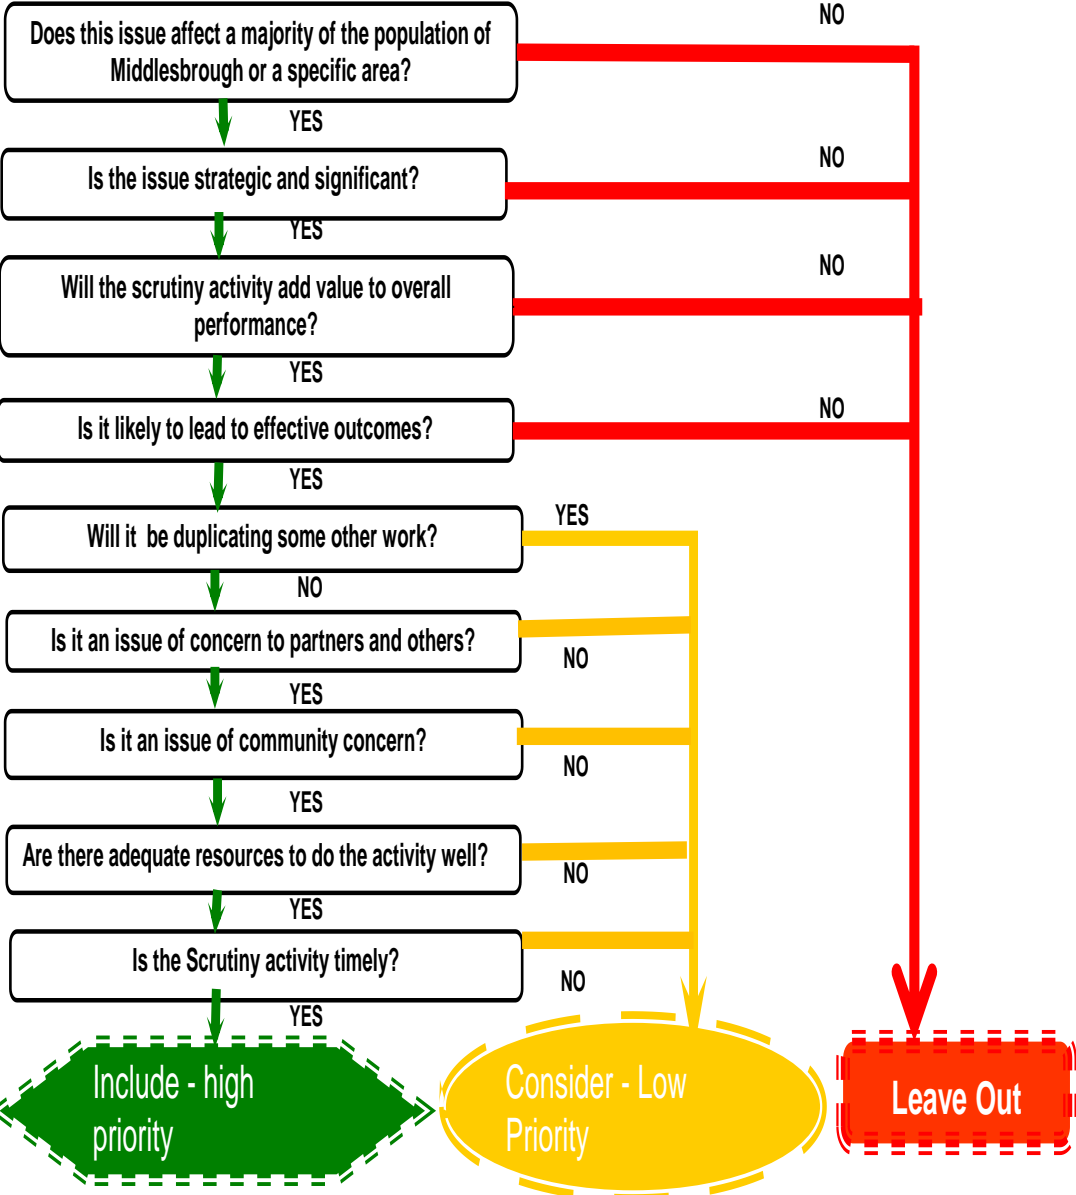 NO
Does this issue affect a majority of the population of
Middlesbrough or a specific area?
YES
NO
Is the issue strategic and significant?
YES
NO
Will the scrutiny activity add value to overall
performance?
YES
NO
Is it likely to lead to effective outcomes?
YES
YES
Will it  be duplicating some other work?
NO
Is it an issue of concern to partners and others?
NO
YES
Is it an issue of community concern?
NO
YES
Are there adequate resources to do the activity well?
NO
YES
Is the Scrutiny activity timely?
NO
YES
Include - high
priority
Consider - Low
Priority
Leave Out